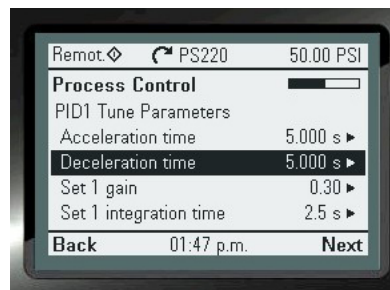 Remot. PS220 50.00 PSI
Process Control
PID1 Tune Parameters
Acceleration time 5.000 s
Deceleration time 5.000 s
Set 1 gain 0.30
Set 1 integration time 2.5 s
Back 01:47 p.m. Next